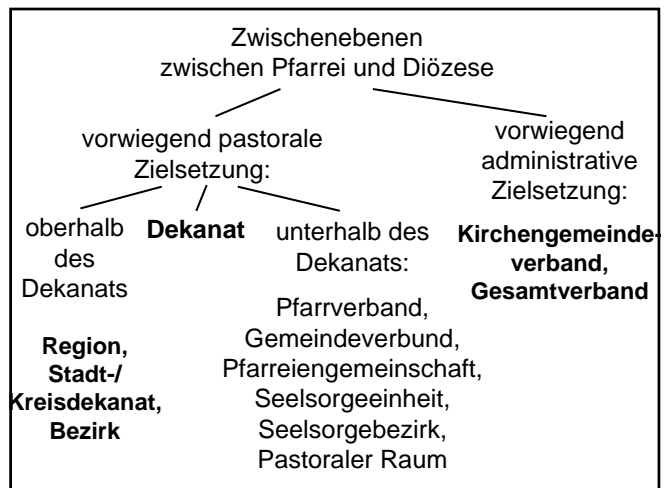 Zwischenebenen
zwischen Pfarrei und Diözese
vorwiegend pastorale
Zielsetzung:
vorwiegend
administrative
Zielsetzung:
oberhalb
des
Dekanats
Region,
Stadt-/
Kreisdekanat,
Bezirk
Dekanat
unterhalb des
Dekanats:
Pfarrverband,
Gemeindeverbund,
Pfarreiengemeinschaft,
Seelsorgeeinheit,
Seelsorgebezirk,
Pastoraler Raum
Kirchengemeinde-
verband,
Gesamtverband